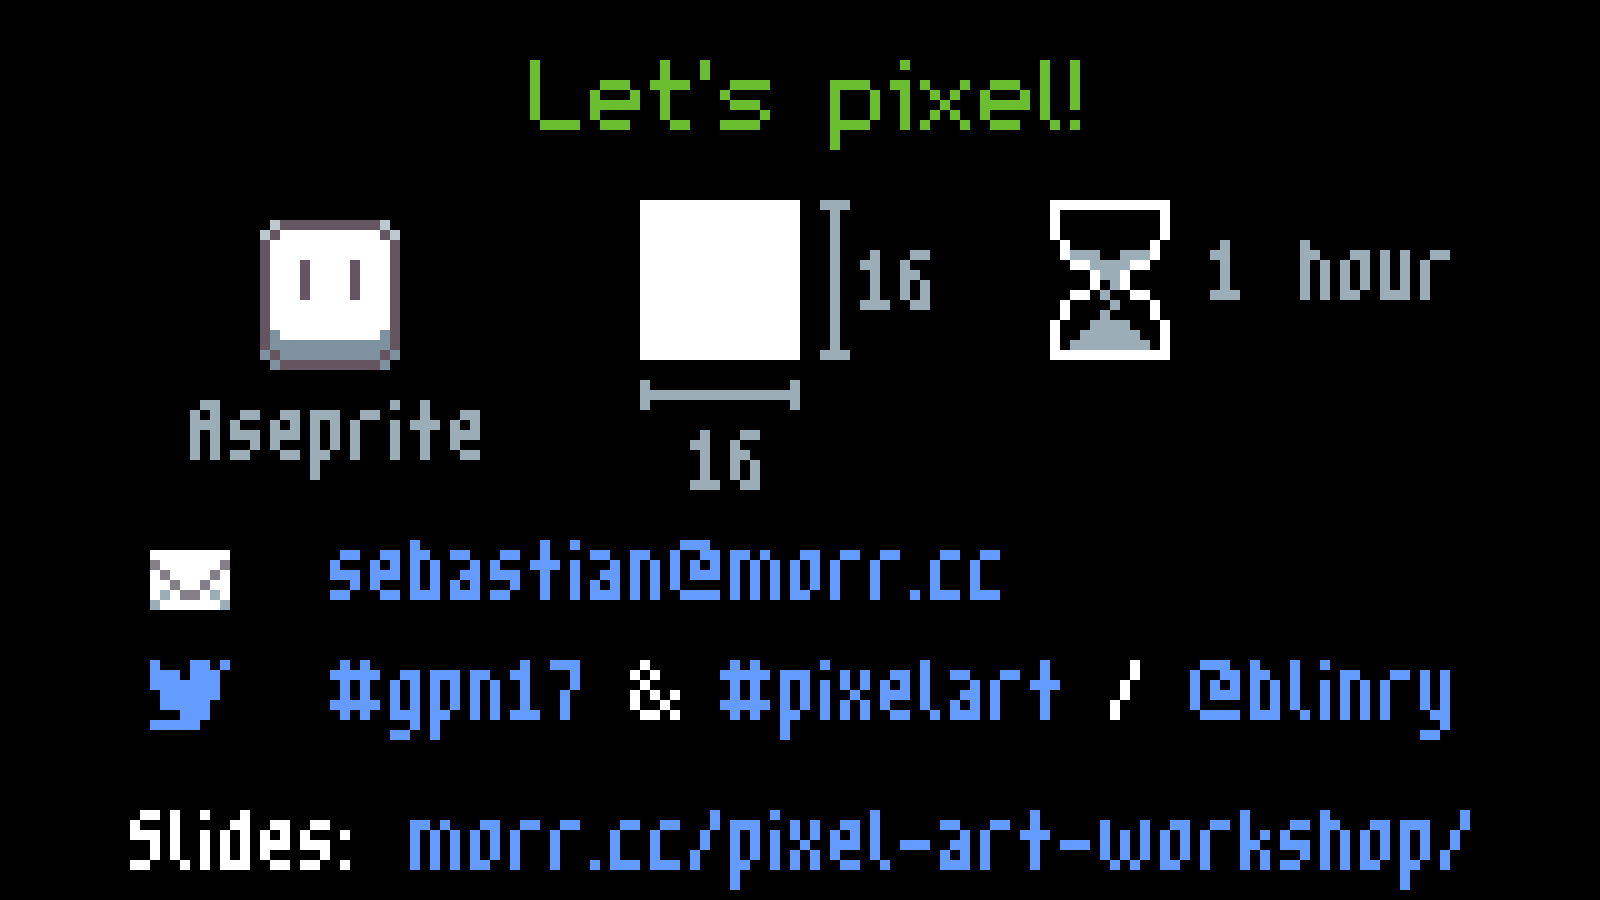 Let's pixel!
16
1 hour
Aseprite
16
sebastian@morr.cc
#gpn17 & #pixelart / @blinry
Slides: morr.cc/pixel-art-workshop/